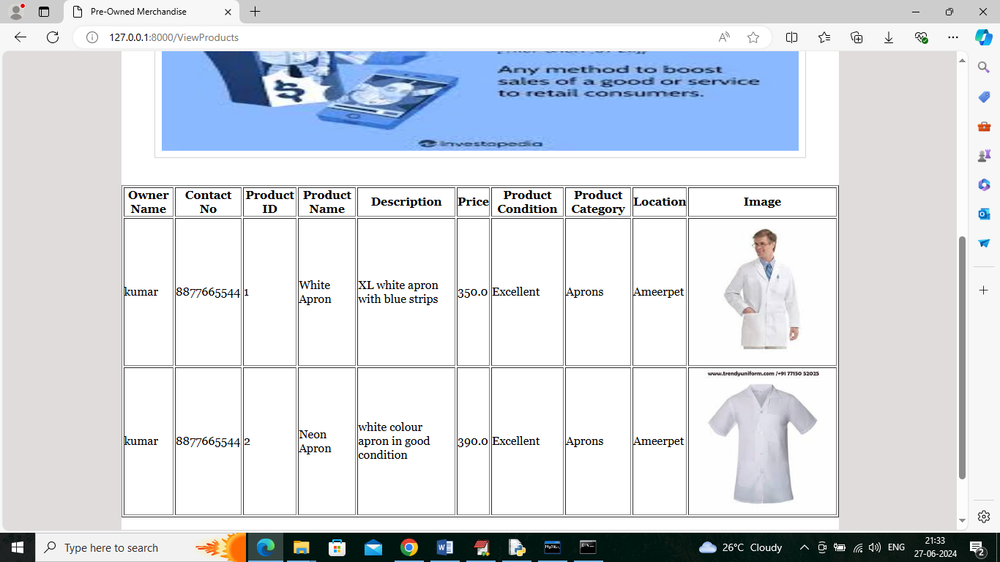 Pre-Owned Merchandise
127.0.0.1:8000/ViewProducts
Any method to boost
sales of a good or service
to retail consumers.
Investopedia
Owner Name Contact No Product ID Product Name Description Price Product Condition Product Category Location Image
kumar 8877665544 1 White Apron XL white apron with blue strips 350.0 Excellent Aprons Ameerpet
www.trendyuniform.com /+91 77150 52025
kumar 8877665544 2 Neon Apron white colour apron in good condition 390.0 Excellent Aprons Ameerpet
Type here to search
26°C Cloudy
ENG
21:33
27-06-2024
2